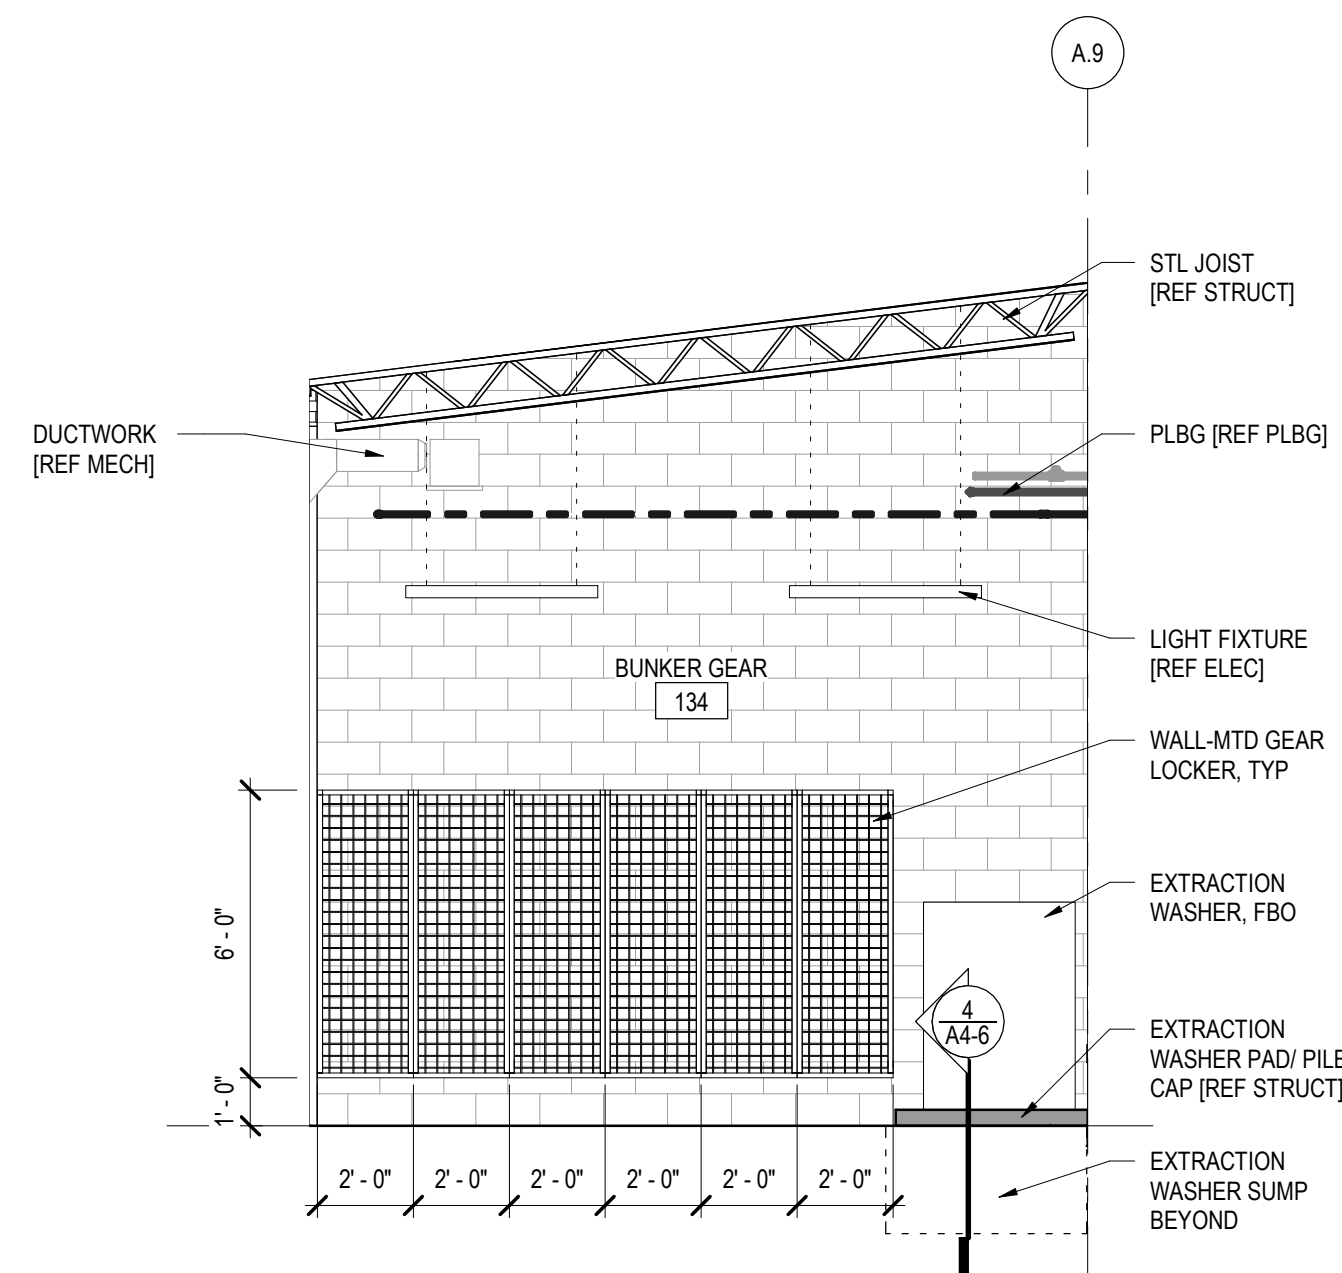 A.9
STL JOIST
[REF STRUCT]
DUCTWORK
[REF MECH]
PLBG [REF PLBG]
LIGHT FIXTURE
[REF ELEC]
BUNKER GEAR
134
WALL-MTD GEAR
LOCKER, TYP
6' - 0"
EXTRACTION
WASHER, FBO
4
A4-6
EXTRACTION
WASHER PAD/ PILE
CAP [REF STRUCT]
1' - 0"
2' - 0"
2' - 0"
2' - 0"
2' - 0"
2' - 0"
2' - 0"
EXTRACTION
WASHER SUMP
BEYOND